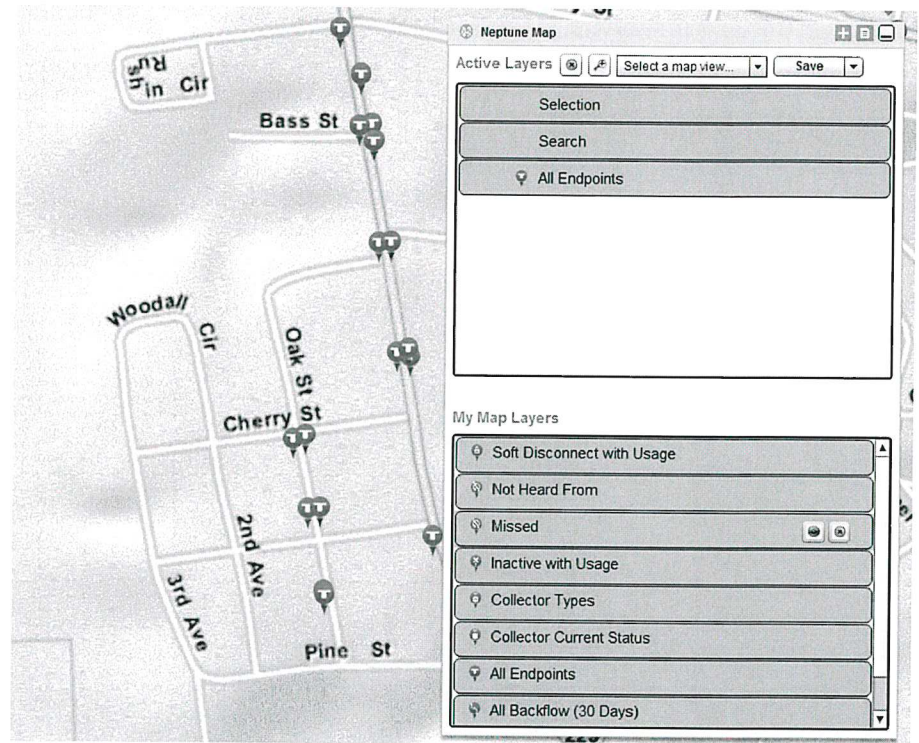 Neptune Map
Active Layers
Select a map view...
Save
Selection
Search
All Endpoints
My Map Layers
Soft Disconnect with Usage
Not Heard From
Missed
Inactive with Usage
Collector Types
Collector Current Status
All Endpoints
All Backflow (30 Days)
Rushin Cir
Bass St
Woodall Cir
Oak St
Cherry St
2nd Ave
3rd Ave
Pine St